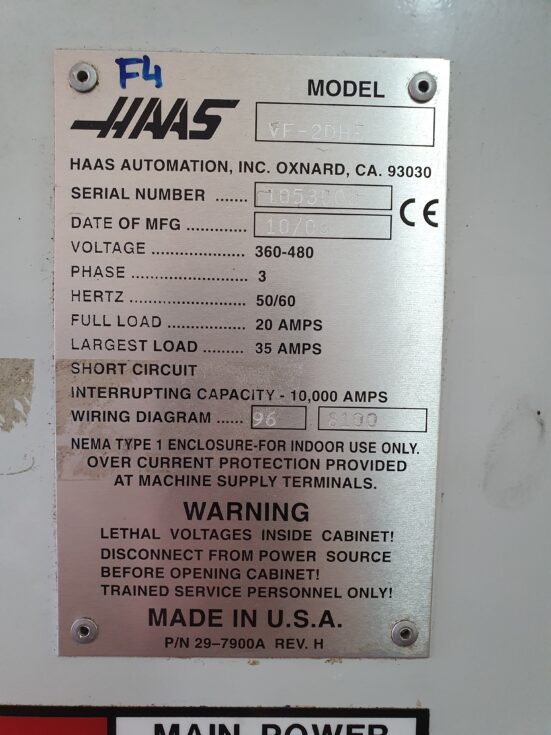 F4
HAAS
MODEL
HAAS AUTOMATION, INC. OXNARD, CA. 93030
SERIAL NUMBER .......
CE
DATE OF MFG .............
VOLTAGE ..................... 360-480
PHASE .......................... 3
HERTZ .......................... 50/60
FULL LOAD .................. 20 AMPS
LARGEST LOAD ......... 35 AMPS
SHORT CIRCUIT
INTERRUPTING CAPACITY - 10,000 AMPS
WIRING DIAGRAM ...... 96 8100
NEMA TYPE 1 ENCLOSURE-FOR INDOOR USE ONLY.
OVER CURRENT PROTECTION PROVIDED
AT MACHINE SUPPLY TERMINALS.
WARNING
LETHAL VOLTAGES INSIDE CABINET!
DISCONNECT FROM POWER SOURCE
BEFORE OPENING CABINET!
TRAINED SERVICE PERSONNEL ONLY!
MADE IN U.S.A.
P/N 29-7900A REV. H
MAIN POWER